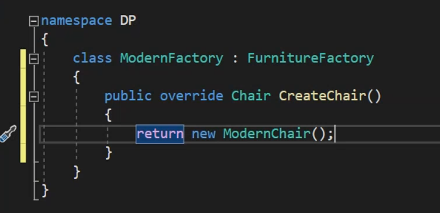 namespace DP
{
class ModernFactory : FurnitureFactory
{
public override Chair CreateChair()
{
return new ModernChair();
}
}
}